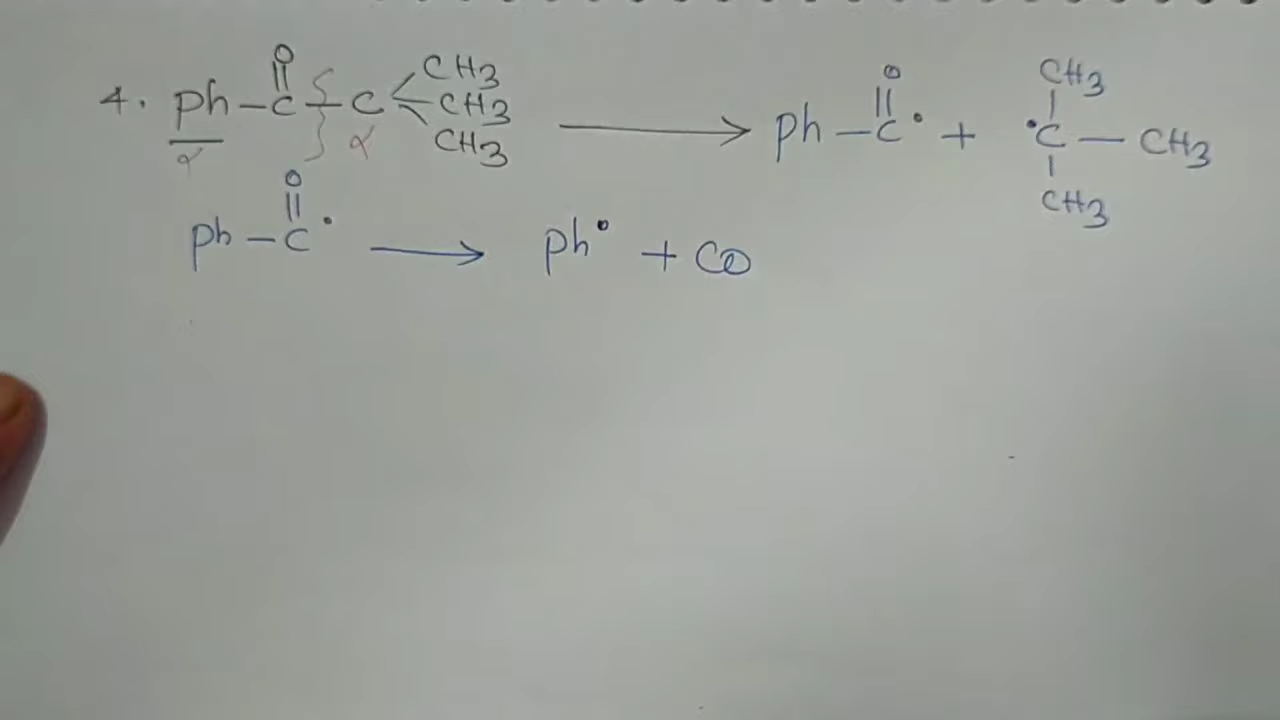 O CH3 O CH3
4. Ph – C – C – CH3 → Ph – C • + •C – CH3
α α CH3 CH3
O
Ph – C • → Ph• + CO